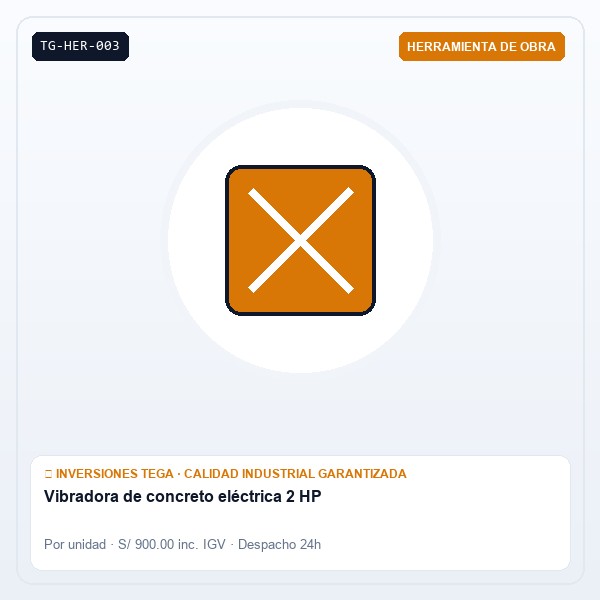 TG-HER-003
HERRAMIENTA DE OBRA
INVERSIONES TEGA · CALIDAD INDUSTRIAL GARANTIZADA
Vibradora de concreto eléctrica 2 HP
Por unidad · S/ 900.00 inc. IGV · Despacho 24h